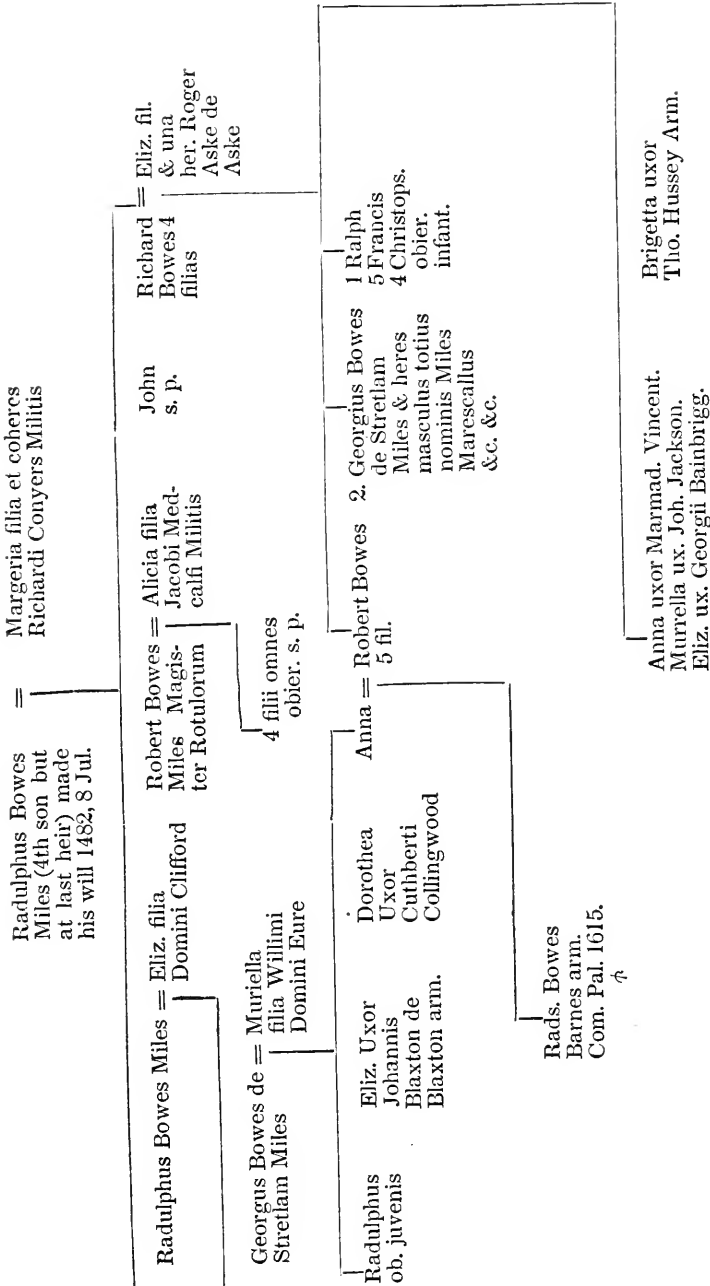 Radulphus Bowes
Miles (4th son but
at last heir) made
his will 1482, 8 Jul.
=
Margeria filia et coheres
Richardi Conyers Militis
Radulphus Bowes Miles = Eliz. filia
Domini Clifford
Robert Bowes = Alicia filia
Miles Magis- Jacobi Med-
ter Rotulorum calfi Militis
John
s. p.
Richard = Eliz. fil.
Bowes 4 & una
filias her. Roger
Aske de
Aske
4 filii omnes
obier. s. p.
Georgus Bowes de = Muriella
Stretlam Miles filia Willimi
Domini Eure
Radulphus
ob. juvenis
Eliz. Uxor
Johannis
Blaxton de
Blaxton arm.
Dorothea
Uxor
Cuthberti
Collingwood
Anna = Robert Bowes
5 fil.
2. Georgius Bowes
de Stretlam
Miles & heres
masculus totius
nominis Miles
Marescallus
&c. &c.
1 Ralph
5 Francis
4 Christops.
obier.
infant.
Rads. Bowes
Barnes arm.
Com. Pal. 1615.
Anna uxor Marmad. Vincent.
Murrella ux. Joh. Jackson.
Eliz. ux. Georgii Bainbrigg.
Brigetta uxor
Tho. Hussey Arm.